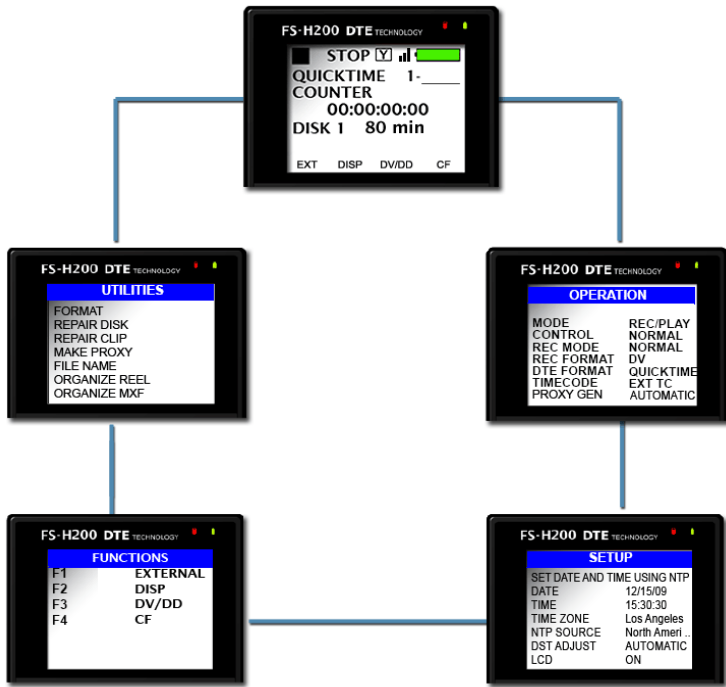 FS-H200 DTE TECHNOLOGY
STOP Y
QUICKTIME 1-____
COUNTER
00:00:00:00
DISK 1 80 min
EXT DISP DV/DD CF
FS-H200 DTE TECHNOLOGY
UTILITIES
FORMAT
REPAIR DISK
REPAIR CLIP
MAKE PROXY
FILE NAME
ORGANIZE REEL
ORGANIZE MXF
FS-H200 DTE TECHNOLOGY
OPERATION
MODE REC/PLAY
CONTROL NORMAL
REC MODE NORMAL
REC FORMAT DV
DTE FORMAT QUICKTIME
TIMECODE EXT TC
PROXY GEN AUTOMATIC
FS-H200 DTE TECHNOLOGY
FUNCTIONS
F1 EXTERNAL
F2 DISP
F3 DV/DD
F4 CF
FS-H200 DTE TECHNOLOGY
SETUP
SET DATE AND TIME USING NTP
DATE 12/15/09
TIME 15:30:30
TIME ZONE Los Angeles
NTP SOURCE North Ameri ..
DST ADJUST AUTOMATIC
LCD ON